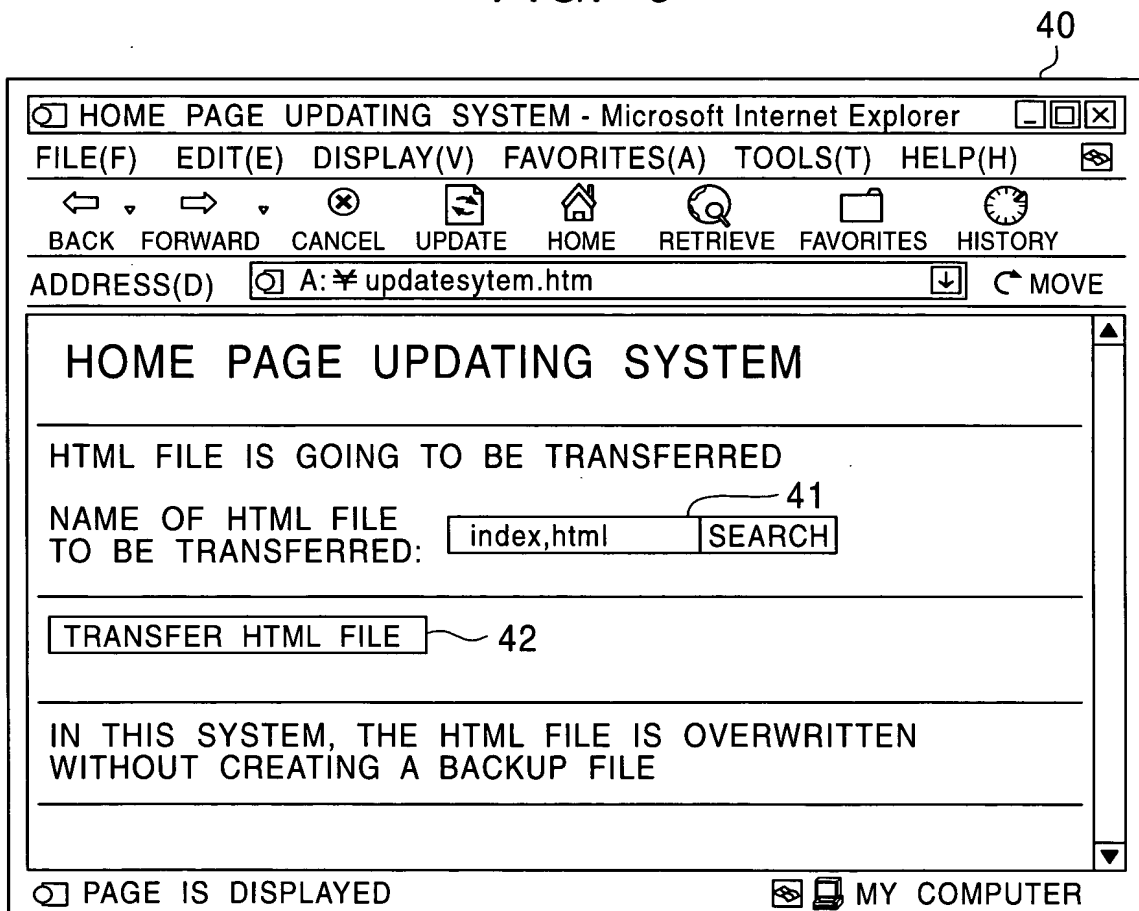 40
HOME PAGE UPDATING SYSTEM - Microsoft Internet Explorer
FILE(F) EDIT(E) DISPLAY(V) FAVORITES(A) TOOLS(T) HELP(H)
BACK FORWARD CANCEL UPDATE HOME RETRIEVE FAVORITES HISTORY
ADDRESS(D) A:¥updatesytem.htm MOVE
HOME PAGE UPDATING SYSTEM
HTML FILE IS GOING TO BE TRANSFERRED
41
NAME OF HTML FILE
TO BE TRANSFERRED: index,html SEARCH
TRANSFER HTML FILE 42
IN THIS SYSTEM, THE HTML FILE IS OVERWRITTEN
WITHOUT CREATING A BACKUP FILE
PAGE IS DISPLAYED MY COMPUTER